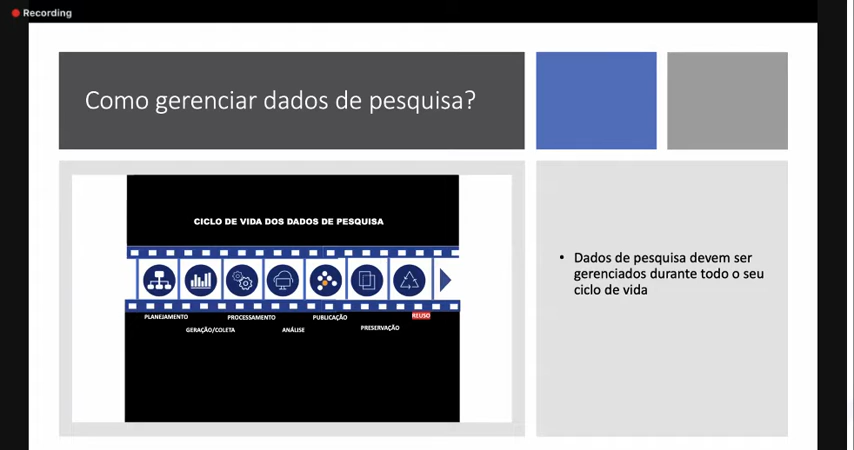 Recording
Como gerenciar dados de pesquisa?
CICLO DE VIDA DOS DADOS DE PESQUISA
PLANEJAMENTO
GERAÇÃO/COLETA
PROCESSAMENTO
ANÁLISE
PUBLICAÇÃO
PRESERVAÇÃO
REUSO
• Dados de pesquisa devem ser
gerenciados durante todo o seu
ciclo de vida